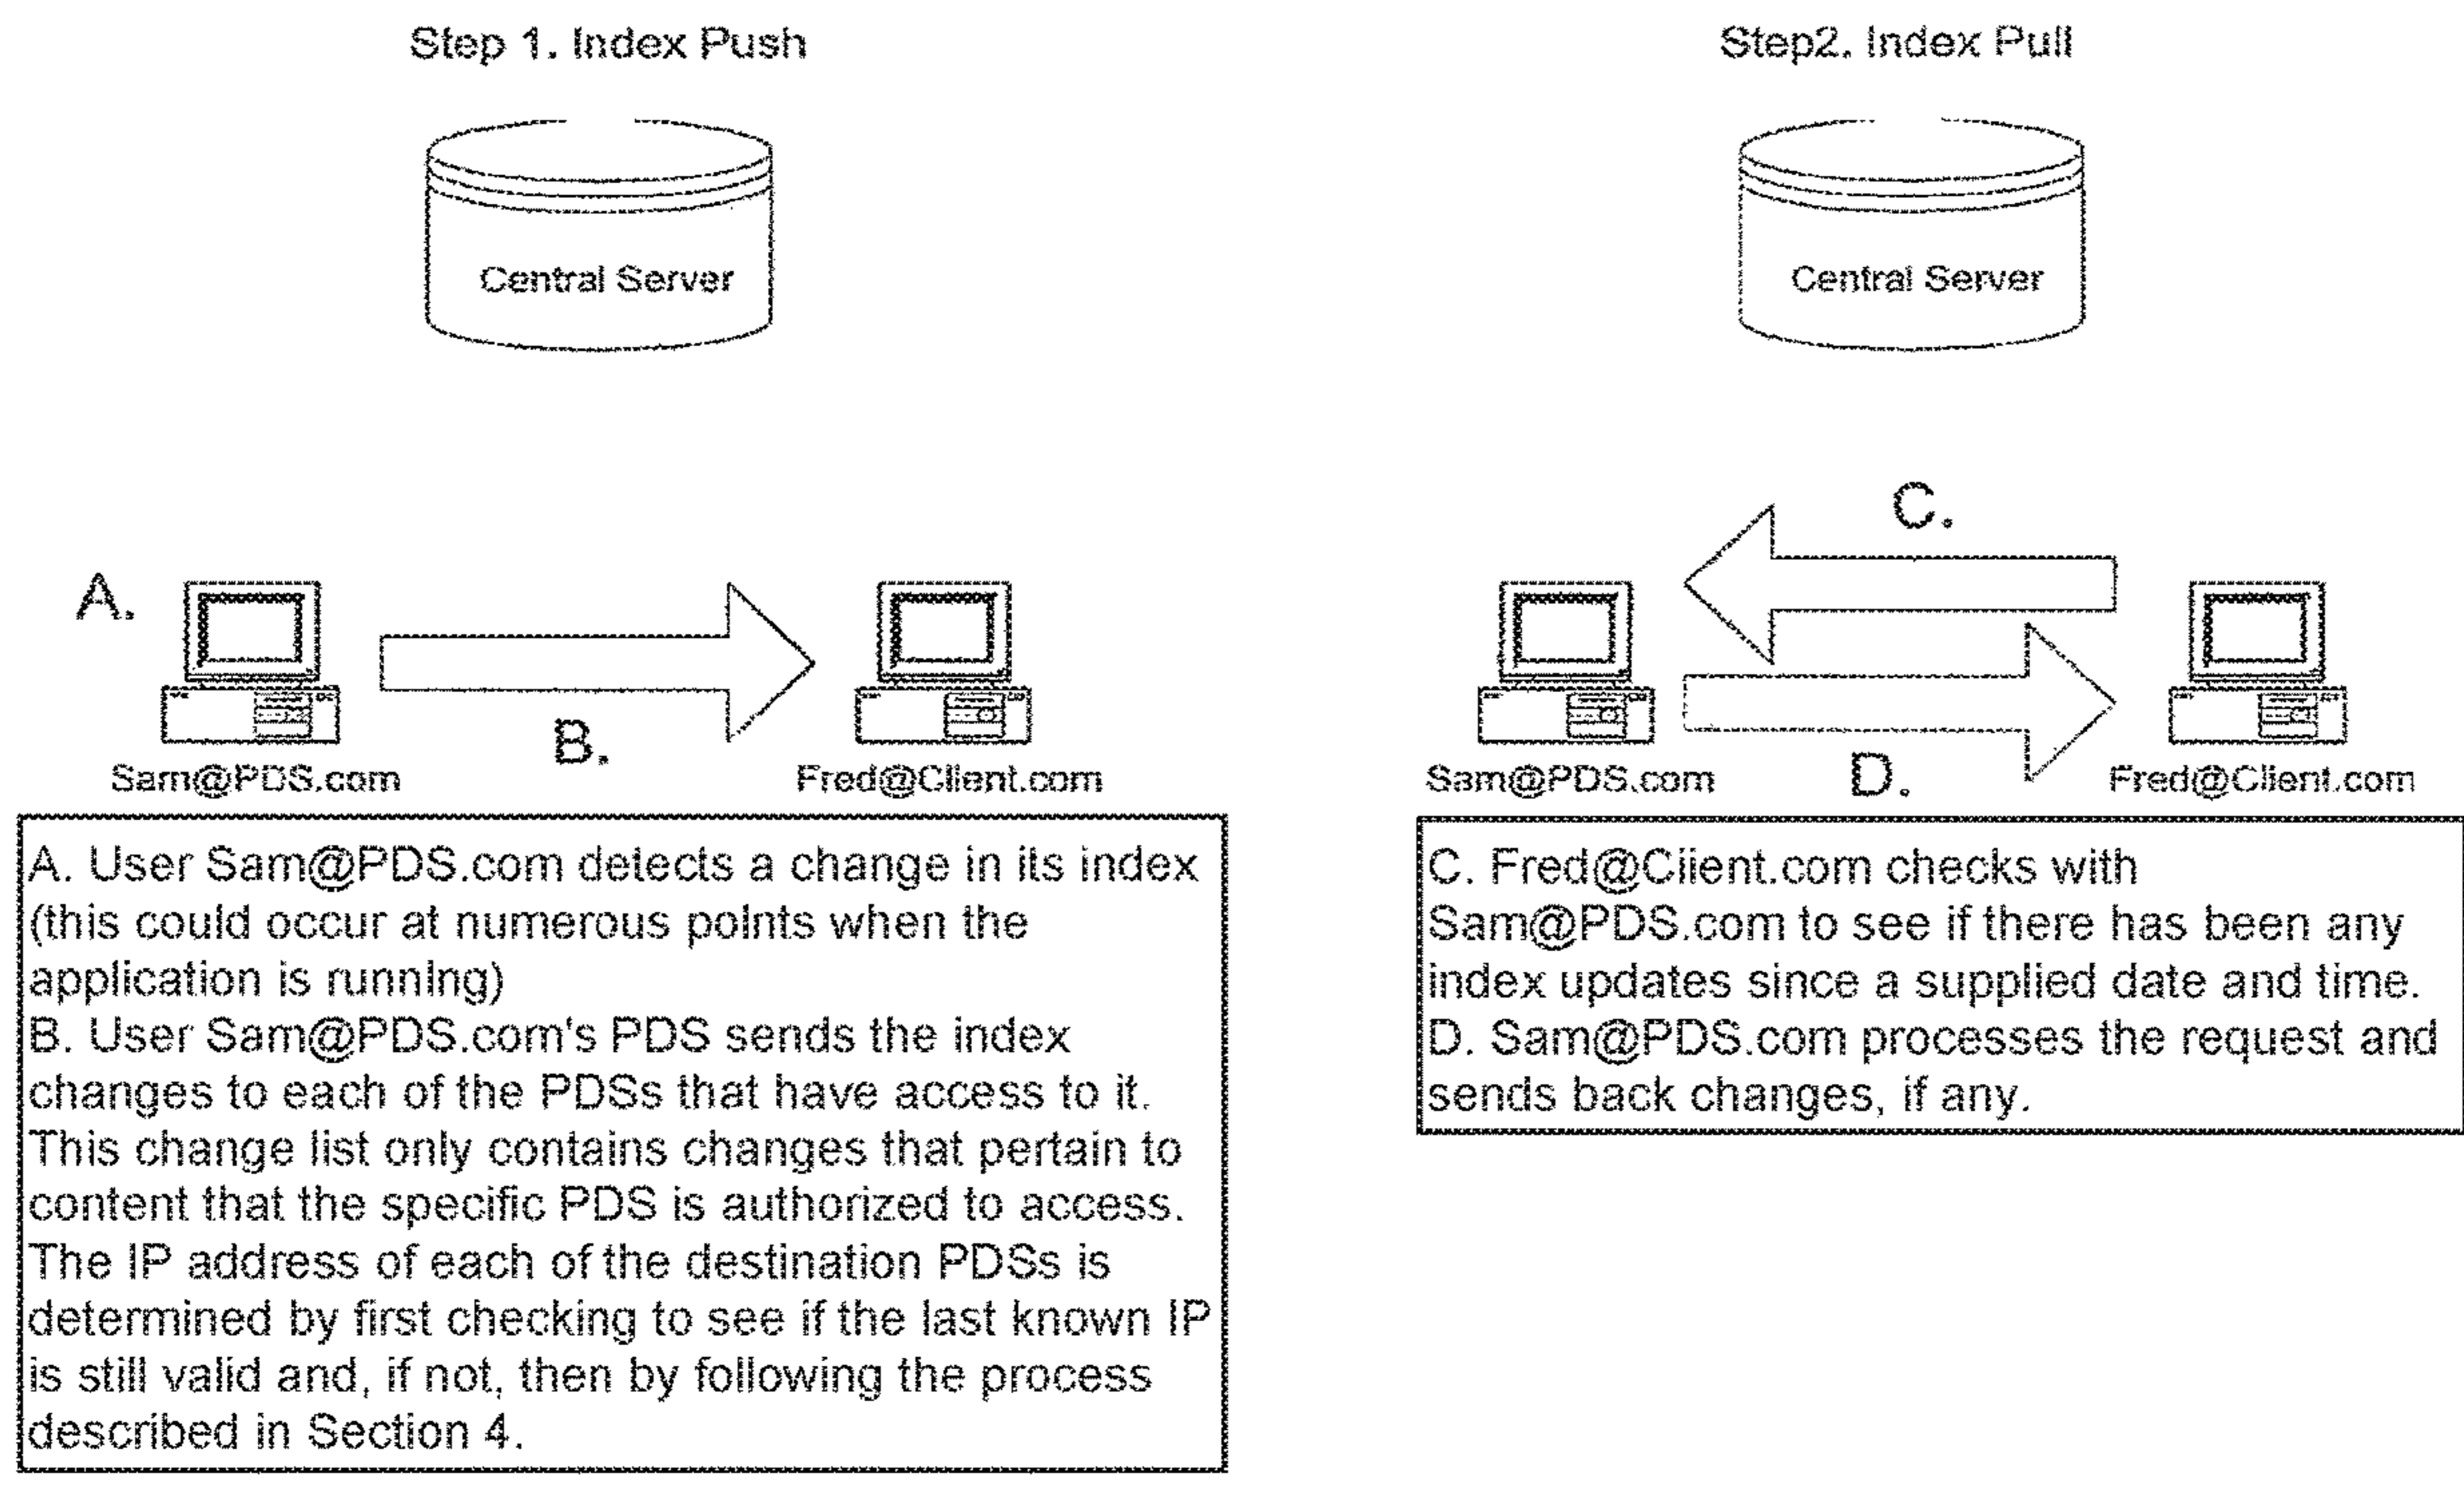 Step 1. Index Push
Central Server
A.
B.
Sam@PDS.com
Fred@Client.com
A. User Sam@PDS.com detects a change in its index
(this could occur at numerous points when the
application is running)
B. User Sam@PDS.com's PDS sends the index
changes to each of the PDSs that have access to it.
This change list only contains changes that pertain to
content that the specific PDS is authorized to access.
The IP address of each of the destination PDSs is
determined by first checking to see if the last known IP
is still valid and, if not, then by following the process
described in Section 4.
Step2. Index Pull
Central Server
C.
D.
Sam@PDS.com
Fred@Client.com
C. Fred@Client.com checks with
Sam@PDS.com to see if there has been any
index updates since a supplied date and time.
D. Sam@PDS.com processes the request and
sends back changes, if any.